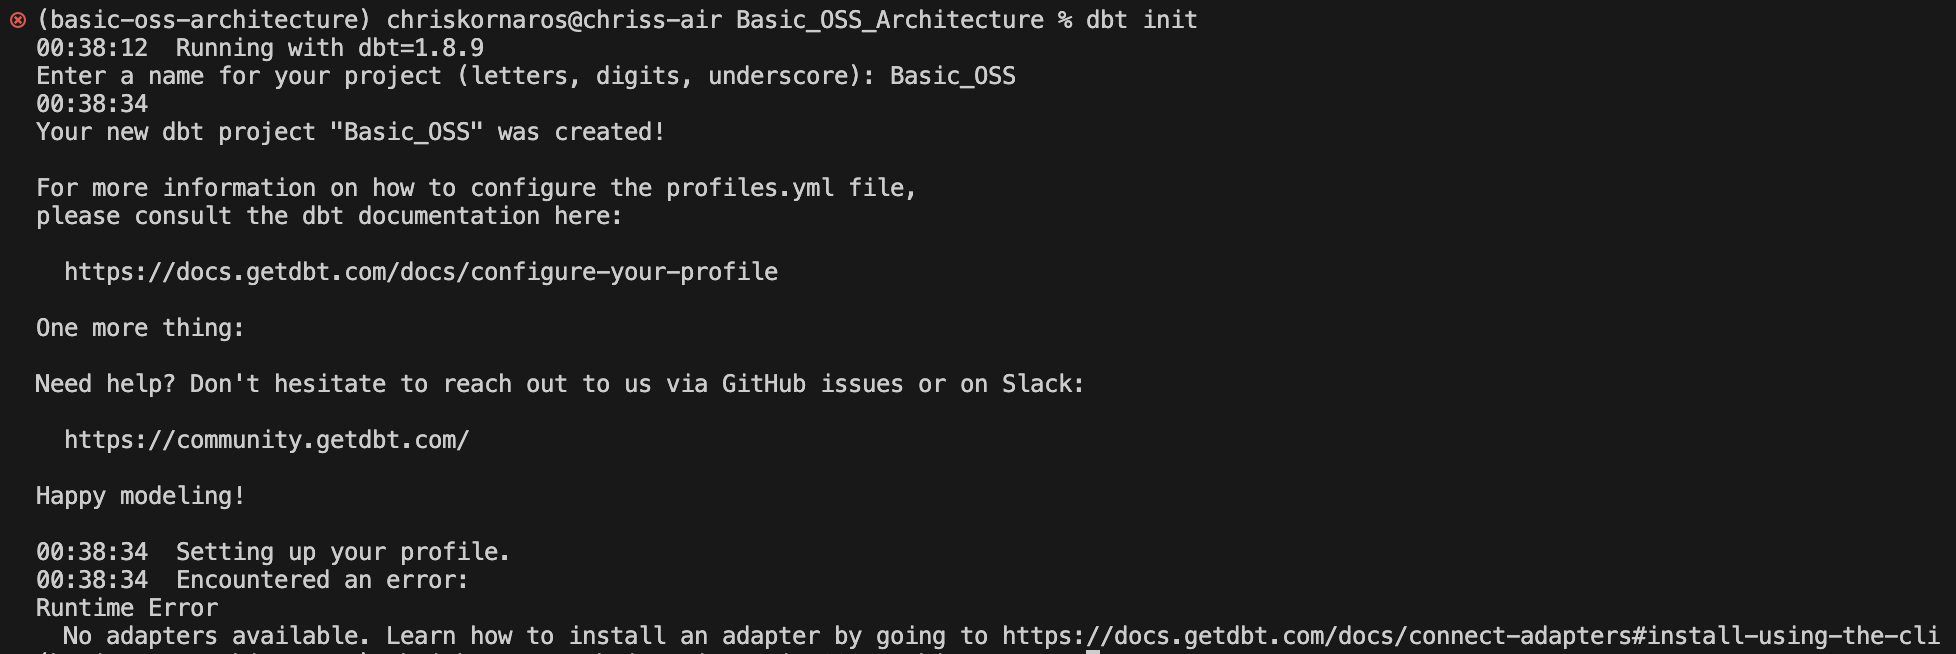 (basic-oss-architecture) chriskornaros@chriss-air Basic_OSS_Architecture % dbt init
00:38:12  Running with dbt=1.8.9
Enter a name for your project (letters, digits, underscore): Basic_OSS
00:38:34
Your new dbt project "Basic_OSS" was created!
For more information on how to configure the profiles.yml file,
please consult the dbt documentation here:
https://docs.getdbt.com/docs/configure-your-profile
One more thing:
Need help? Don't hesitate to reach out to us via GitHub issues or on Slack:
https://community.getdbt.com/
Happy modeling!
00:38:34  Setting up your profile.
00:38:34  Encountered an error:
Runtime Error
No adapters available. Learn how to install an adapter by going to https://docs.getdbt.com/docs/connect-adapters#install-using-the-cli